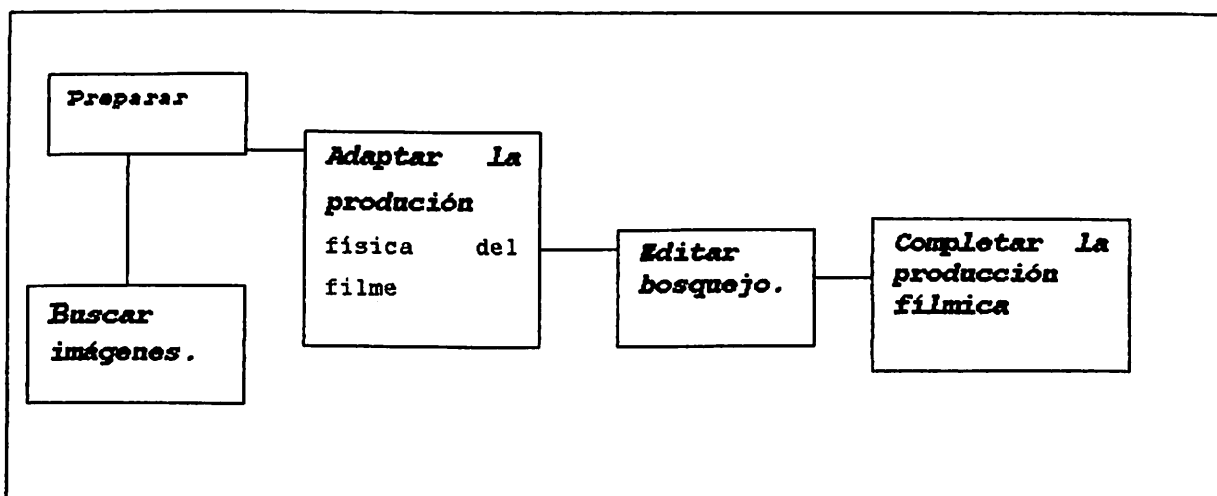 Preparar
Adaptar la
produción
física del
filme
Editar
bosquejo.
Completar la
producción
fílmica
Buscar
imágenes.